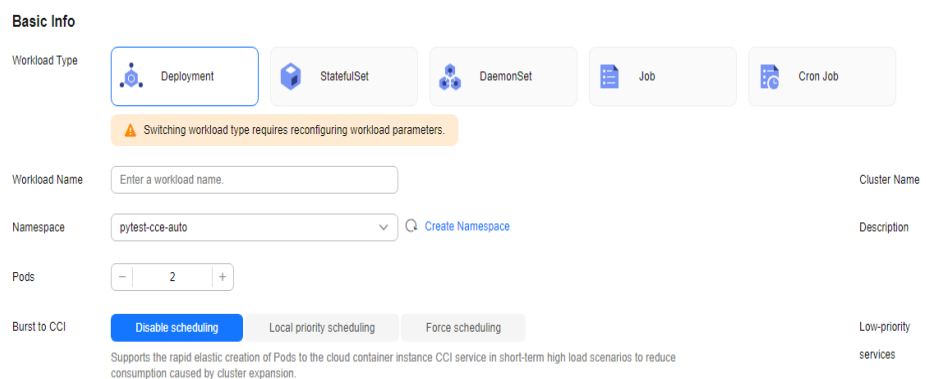 Basic Info
Workload Type
Deployment
StatefulSet
DaemonSet
Job
Cron Job
Switching workload type requires reconfiguring workload parameters.
Workload Name
Enter a workload name.
Cluster Name
Namespace
pytest-cce-auto
Create Namespace
Description
Pods
2
Burst to CCI
Disable scheduling
Local priority scheduling
Force scheduling
Low-priority
services
Supports the rapid elastic creation of Pods to the cloud container instance CCI service in short-term high load scenarios to reduce
consumption caused by cluster expansion.